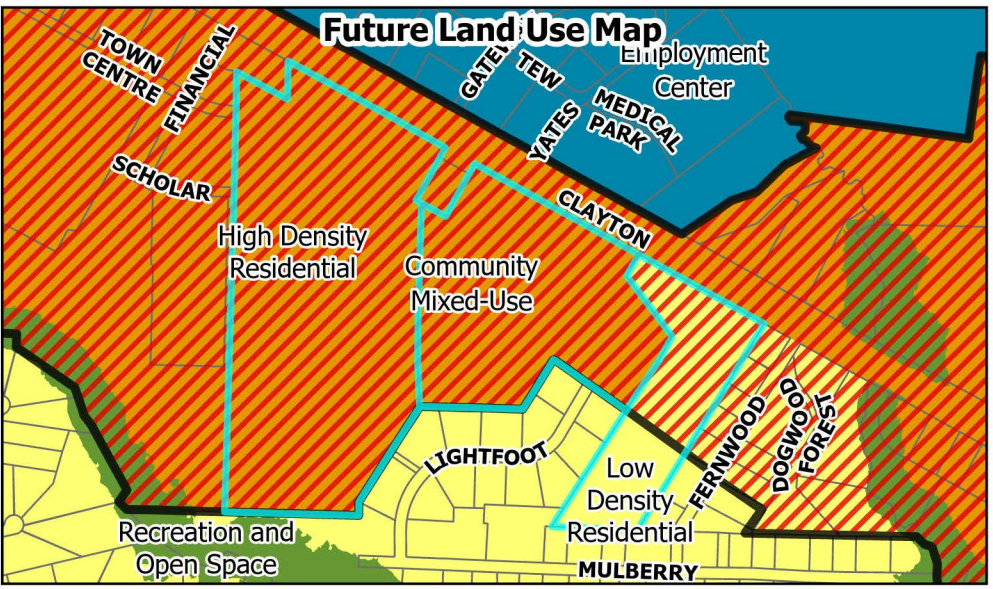 Future Land Use Map
TOWN
CENTRE
FINANCIAL
GATEW
TEW
Employment
Center
MEDICAL
PARK
YATES
SCHOLAR
CLAYTON
High Density
Residential
Community
Mixed-Use
FERNWOOD
DOGWOOD
FOREST
LIGHTFOOT
Low
Density
Residential
Recreation and
Open Space
MULBERRY